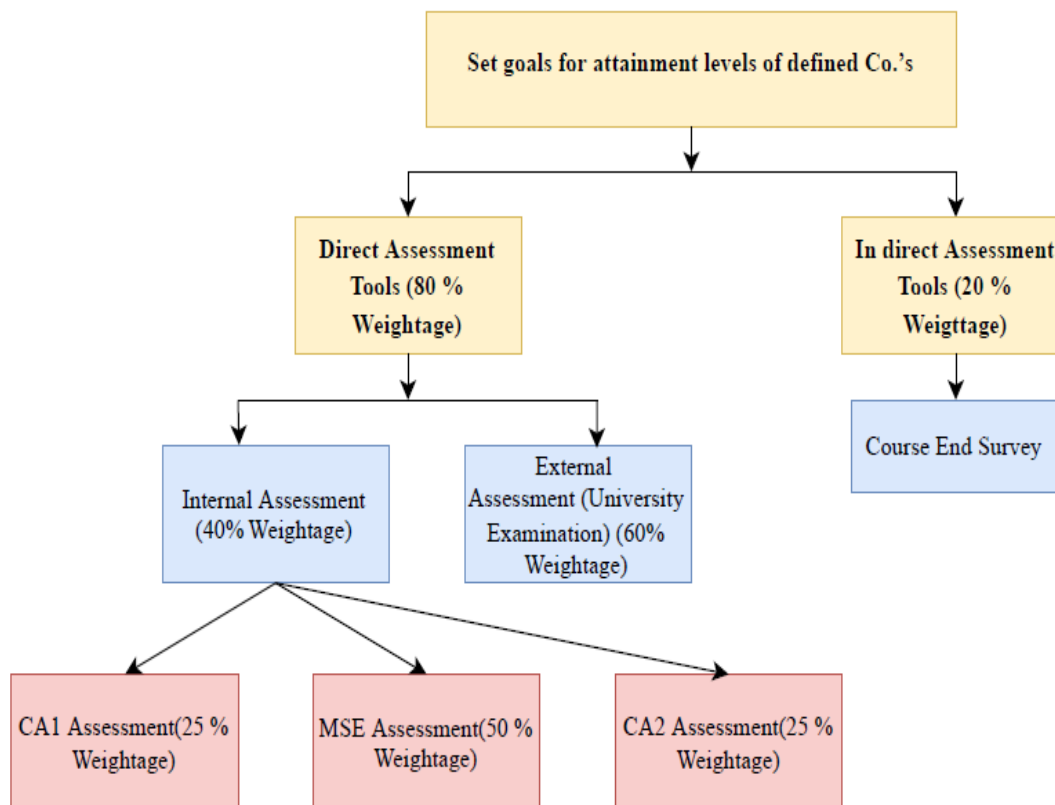 Set goals for attainment levels of defined Co.'s
Direct Assessment
Tools (80 %
Weightage)
In direct Assessment
Tools (20 %
Weigttage)
Internal Assessment
(40% Weightage)
External
Assessment (University
Examination) (60%
Weightage)
Course End Survey
CA1 Assessment(25 %
Weightage)
MSE Assessment(50 %
Weightage)
CA2 Assessment(25 %
Weightage)